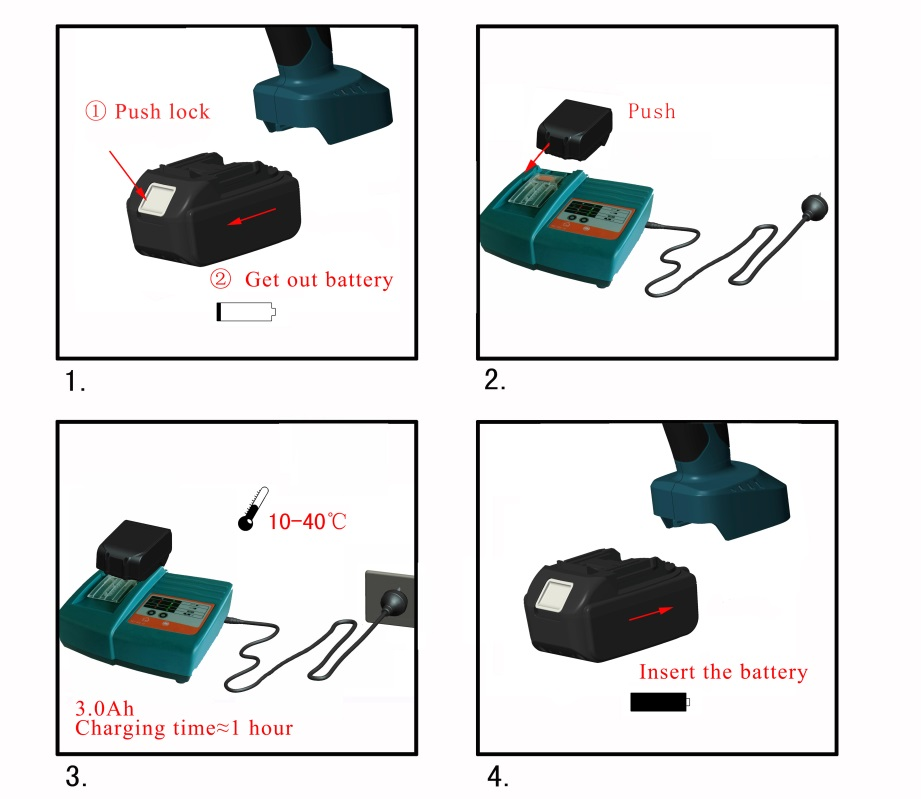 ① Push lock
② Get out battery
1.
Push
2.
10-40℃
3.0Ah
Charging time≈1 hour
3.
Insert the battery
4.